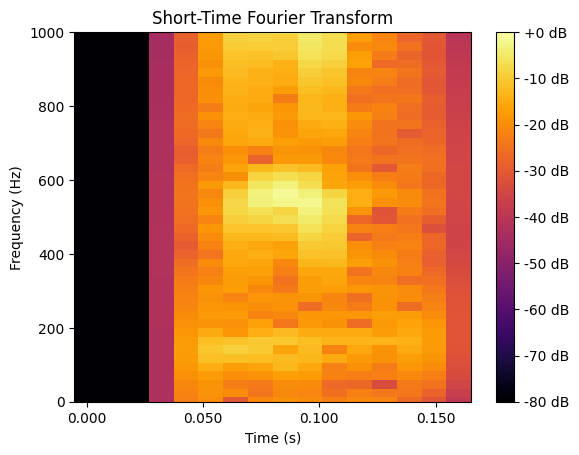 Short-Time Fourier Transform
1000
800
600
400
200
0
Frequency (Hz)
0.000
0.050
0.100
0.150
Time (s)
+0 dB
-10 dB
-20 dB
-30 dB
-40 dB
-50 dB
-60 dB
-70 dB
-80 dB